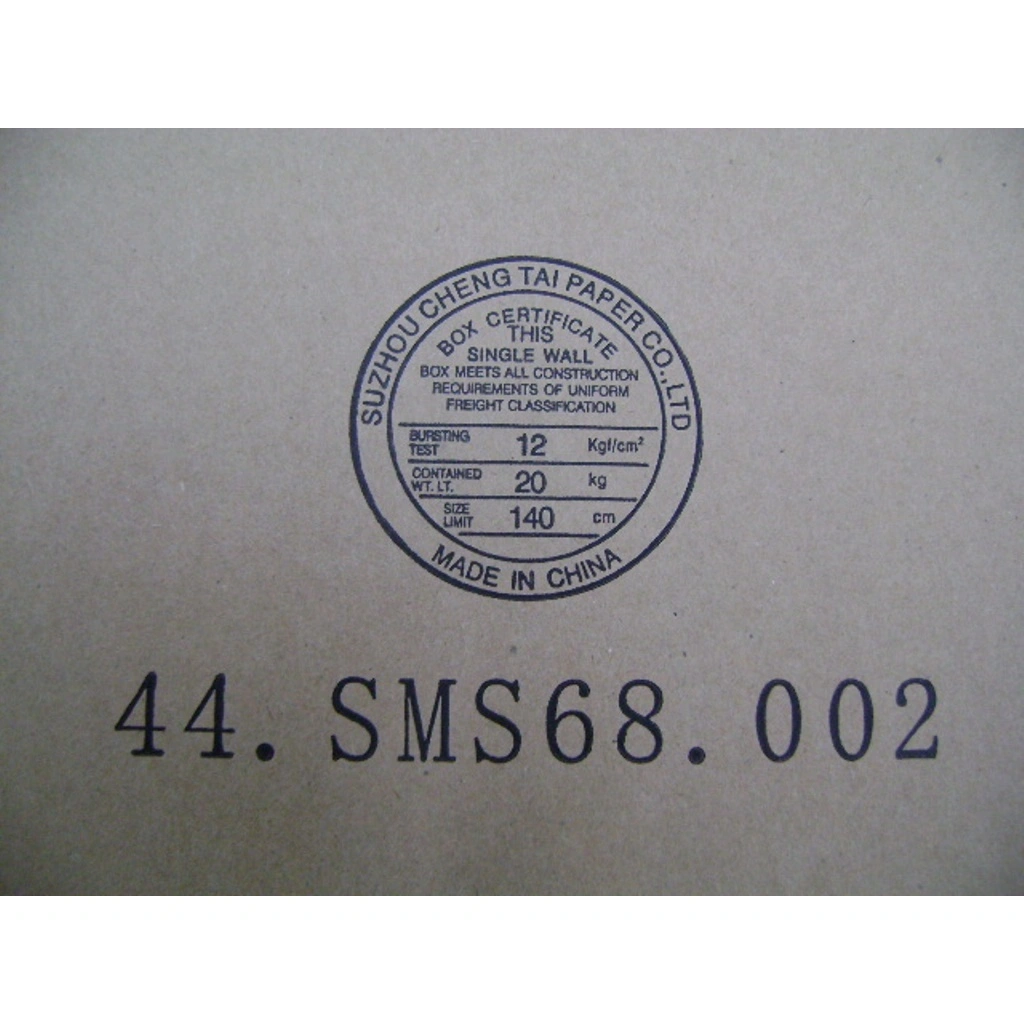 SUZHOU CHENG TAI PAPER CO.,LTD
BOX CERTIFICATE
THIS
SINGLE WALL
BOX MEETS ALL CONSTRUCTION
REQUIREMENTS OF UNIFORM
FREIGHT CLASSIFICATION
BURSTING TEST 12 Kgf/cm²
CONTAINED WT. LT. 20 kg
SIZE LIMIT 140 cm
MADE IN CHINA
44.SMS68.002